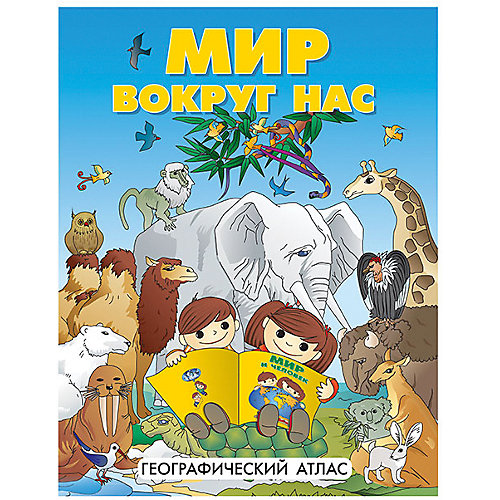 МИР
ВОКРУГ НАС
МИР
И ЧЕЛОВЕК
ГЕОГРАФИЧЕСКИЙ АТЛАС